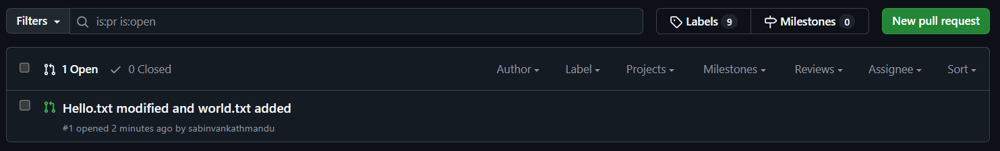 Filters is:pr is:open Labels 9 Milestones 0 New pull request
1 Open 0 Closed Author Label Projects Milestones Reviews Assignee Sort
Hello.txt modified and world.txt added
#1 opened 2 minutes ago by sabinvankathmandu